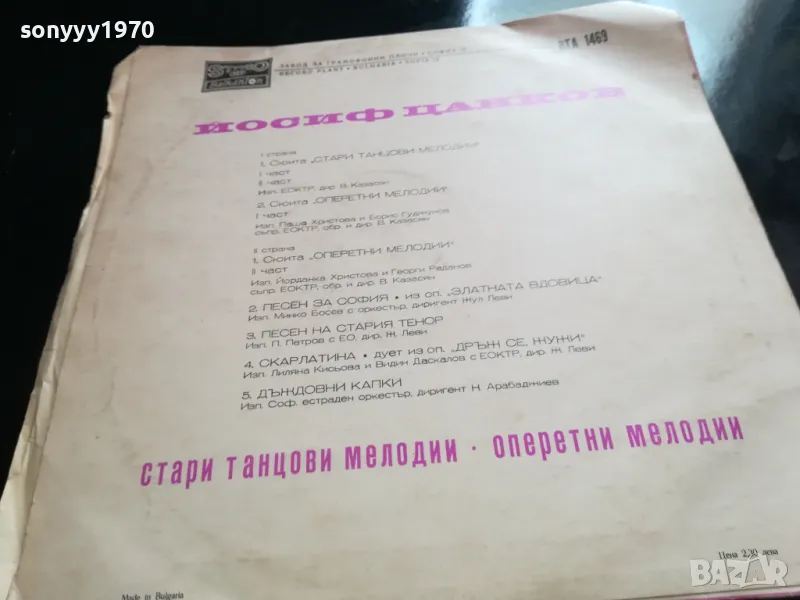 sonyyy1970
STEREO
Балкантон
ЗАВОД ЗА ГРАМОФОННИ ПЛОЧИ • СОФИЯ
RECORD PLANT • BULGARIA • SOFIA
ВТА 1469
ЙОСИФ ЦАНКОВ
I страна
1. Сюита „СТАРИ ТАНЦОВИ МЕЛОДИИ"
I част
II част
Изп. ЕОКТР, дир. В. Казасян
2. Сюита „ОПЕРЕТНИ МЕЛОДИИ"
I част
Изп. Паша Христова и Борис Гуджунов
съпр. ЕОКТР, обр. и дир. В. Казасян
II страна
1. Сюита „ОПЕРЕТНИ МЕЛОДИИ"
II част
Изп. Йорданка Христова и Георги Раданов
съпр. ЕОКТР, обр. и дир. В. Казасян
2. ПЕСЕН ЗА СОФИЯ • из оп. „ЗЛАТНАТА ВДОВИЦА"
Изп. Минко Босев с оркестър, диригент Жул Леви
3. ПЕСЕН НА СТАРИЯ ТЕНОР
Изп. П. Петров с ЕО, дир. Ж. Леви
4. СКАРЛАТИНА • дует из оп. „ДРЪЖ СЕ, ЖУЖИ"
Изп. Лиляна Кисьова и Видин Даскалов с ЕОКТР, дир. Ж. Леви
5. ДЪЖДОВНИ КАПКИ
Изп. Соф. естраден оркестър, диригент Н. Арабаджиев
стари танцови мелодии · оперетни мелодии
Цена 2,30 лева
Made in Bulgaria
BAZAR